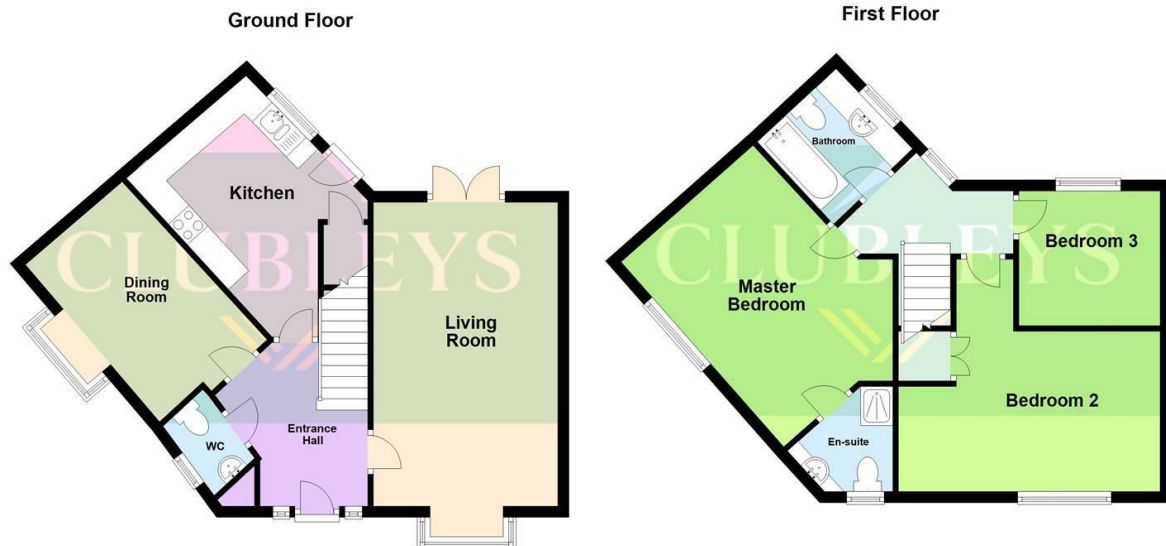 Ground Floor
First Floor
Kitchen
Dining
Room
Living
Room
WC
Entrance
Hall
CLUBLEYS
Bathroom
Bedroom 3
Master
Bedroom
Bedroom 2
En-suite
CLUBLEYS